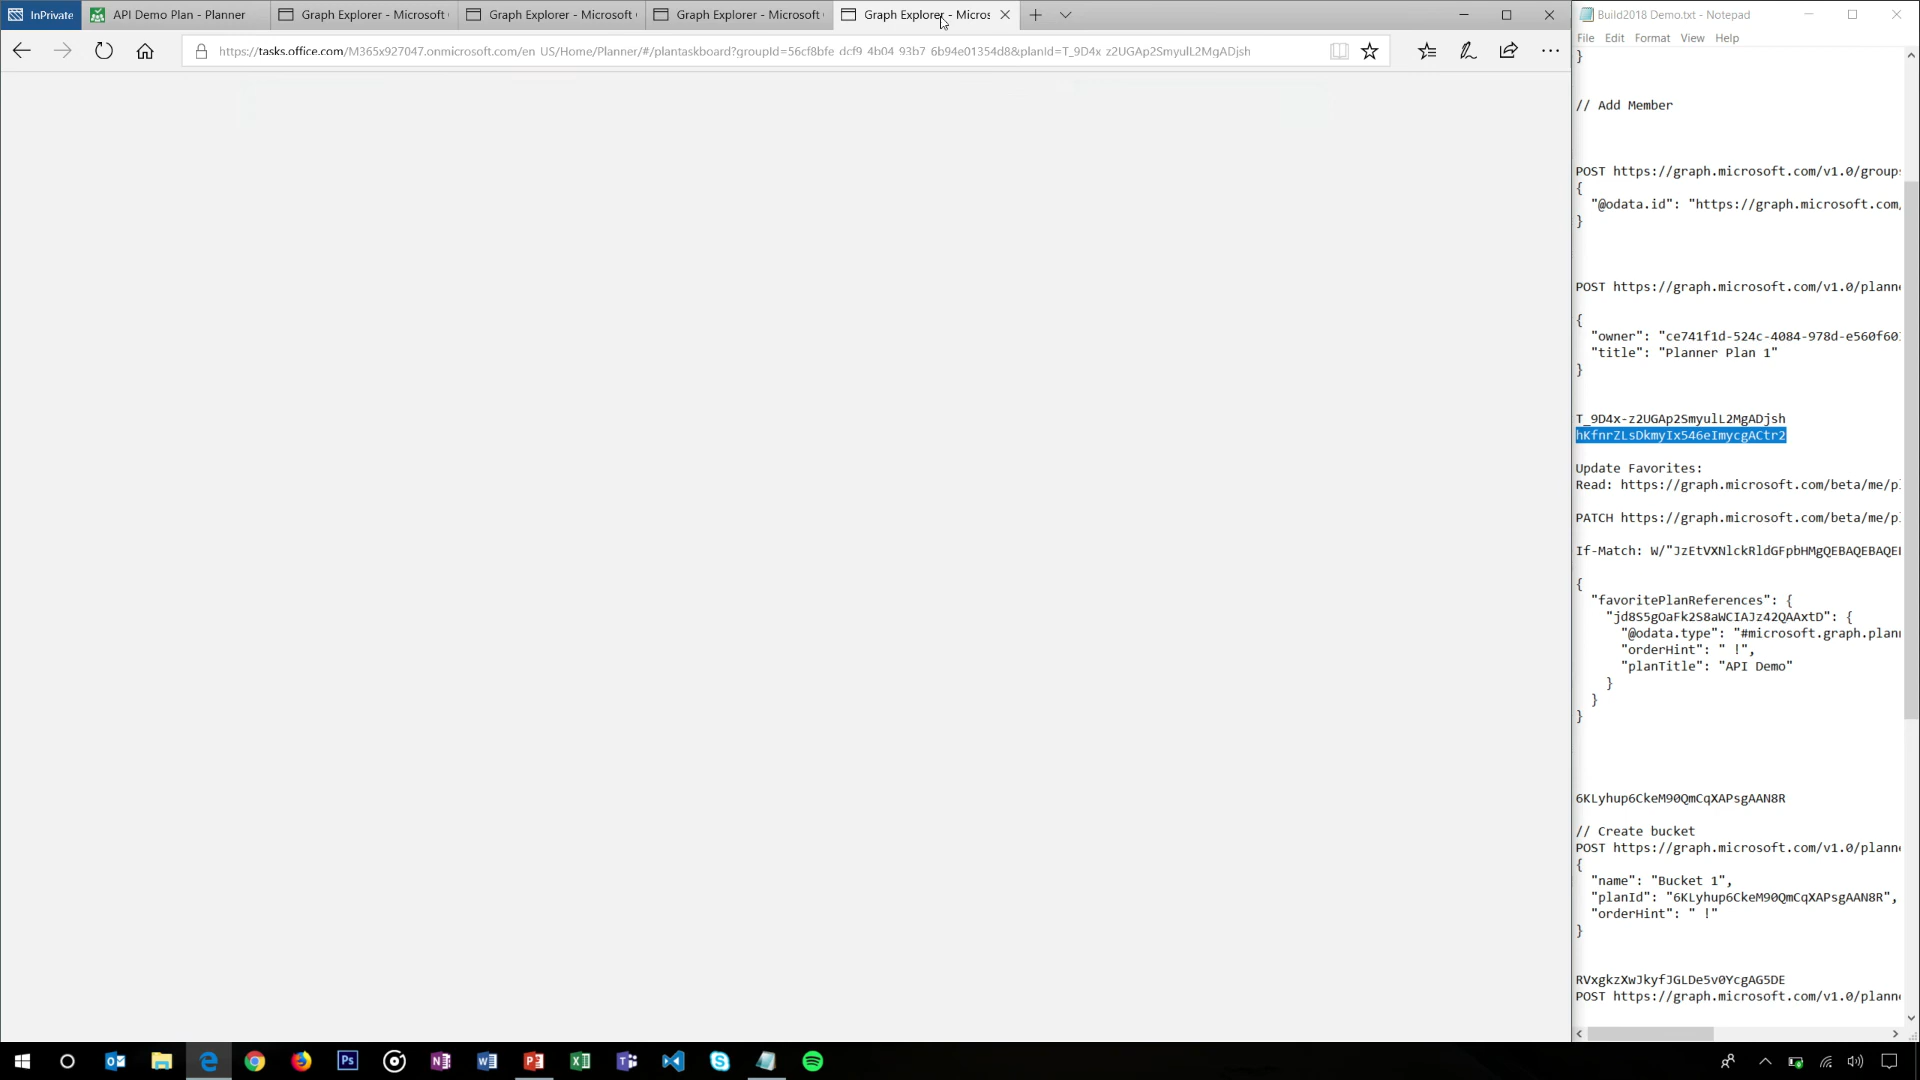 InPrivate
API Demo Plan - Planner
Graph Explorer - Microsoft
Graph Explorer - Microsoft
Graph Explorer - Microsoft
Graph Explorer - Micros
https://tasks.office.com/M365x927047.onmicrosoft.com/en US/Home/Planner/#/plantaskboard?groupId=56cf8bfe dcf9 4b04 93b7 6b94e01354d8&planId=T_9D4x z2UGAp2SmyulL2MgADjsh
Build2018 Demo.txt - Notepad
File Edit Format View Help
}
// Add Member
POST https://graph.microsoft.com/v1.0/groups
{
"@odata.id": "https://graph.microsoft.com,
}
POST https://graph.microsoft.com/v1.0/planne
{
"owner": "ce741f1d-524c-4084-978d-e560f60
"title": "Planner Plan 1"
}
T_9D4x-z2UGAp2SmyulL2MgADjsh
hKfnrZLsDkmyIx546eImycgACtr2
Update Favorites:
Read: https://graph.microsoft.com/beta/me/p
PATCH https://graph.microsoft.com/beta/me/p
If-Match: W/"JzEtVXNlckRldGFpbHMgQEBAQEBAQE
{
"favoritePlanReferences": {
"jd8S5gOaFk2S8aWCIAJz42QAAxtD": {
"@odata.type": "#microsoft.graph.plan
"orderHint": " !",
"planTitle": "API Demo"
}
}
}
6KLyhup6CkeM90QmCqXAPsgAAN8R
// Create bucket
POST https://graph.microsoft.com/v1.0/planne
{
"name": "Bucket 1",
"planId": "6KLyhup6CkeM90QmCqXAPsgAAN8R",
"orderHint": " !"
}
RVxgkzXwJkyfJGLDe5v0YcgAG5DE
POST https://graph.microsoft.com/v1.0/planne